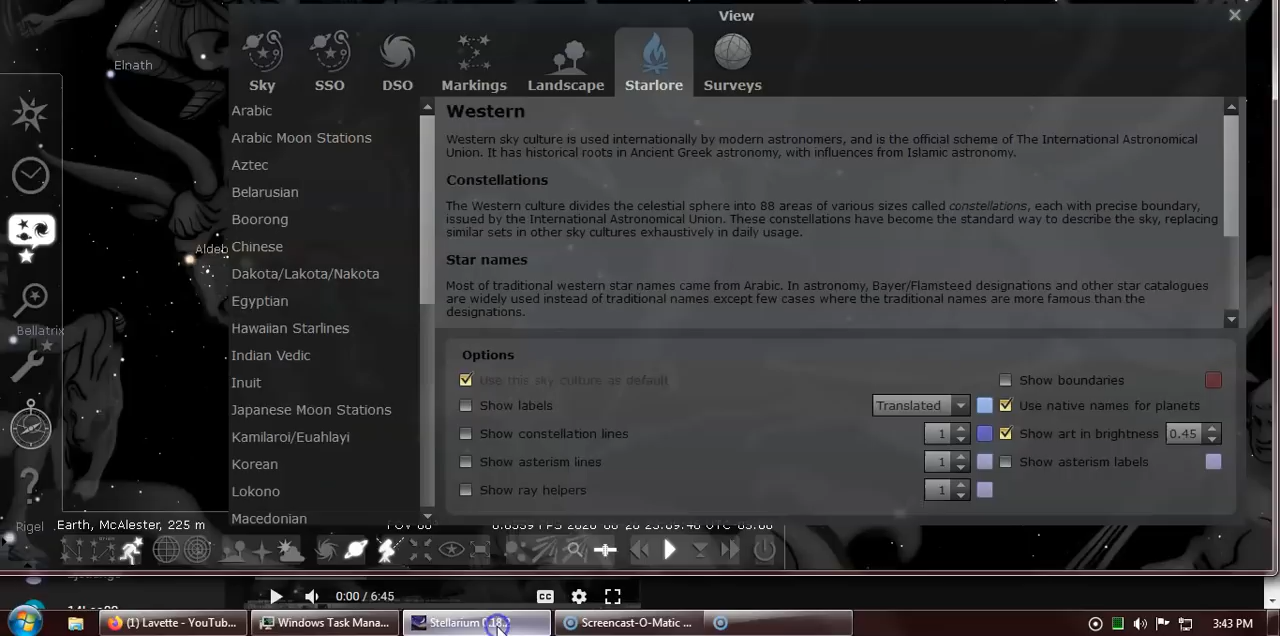 View
Elnath
Sky
SSO
DSO
Markings
Landscape
Starlore
Surveys
Arabic
Arabic Moon Stations
Aztec
Belarusian
Boorong
Chinese
Dakota/Lakota/Nakota
Egyptian
Hawaiian Starlines
Indian Vedic
Inuit
Japanese Moon Stations
Kamilaroi/Euahlayi
Korean
Lokono
Macedonian
Western
Western sky culture is used internationally by modern astronomers, and is the official scheme of The International Astronomical
Union. It has historical roots in Ancient Greek astronomy, with influences from Islamic astronomy.
Constellations
The Western culture divides the celestial sphere into 88 areas of various sizes called constellations, each with precise boundary,
issued by the International Astronomical Union. These constellations have become the standard way to describe the sky, replacing
similar sets in other sky cultures exhaustively in daily usage.
Star names
Most of traditional western star names came from Arabic. In astronomy, Bayer/Flamsteed designations and other star catalogues
are widely used instead of traditional names except few cases where the traditional names are more famous than the
designations.
Options
Use this sky culture as default
Show boundaries
Show labels
Translated
Use native names for planets
Show constellation lines
1
Show art in brightness
0.45
Show asterism lines
1
Show asterism labels
Show ray helpers
1
Aldeb
Bellatrix
Rigel
Earth, McAlester, 225 m
0:00 / 6:45
CC
(1) Lavette - YouTub...
Windows Task Mana...
Stellarium 0.18...
Screencast-O-Matic ...
3:43 PM